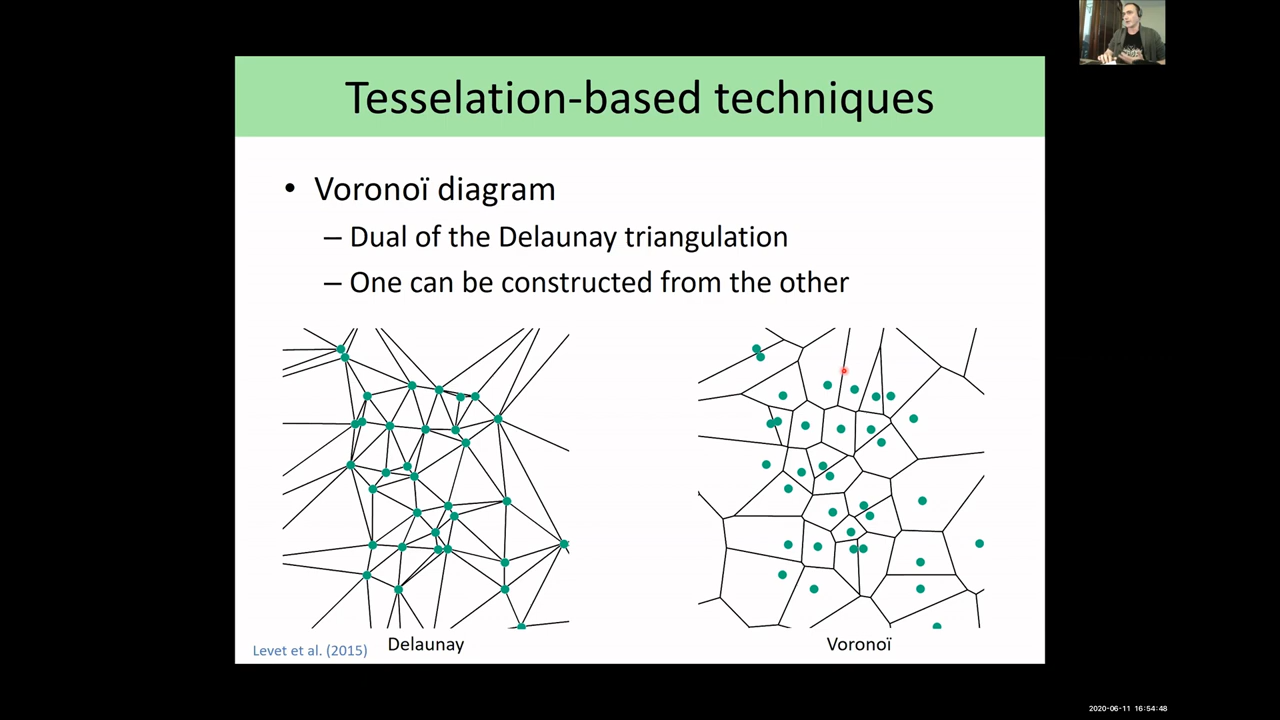 Tesselation-based techniques
• Voronoï diagram
– Dual of the Delaunay triangulation
– One can be constructed from the other
Delaunay
Voronoï
Levet et al. (2015)
2020-06-11 16:54:48